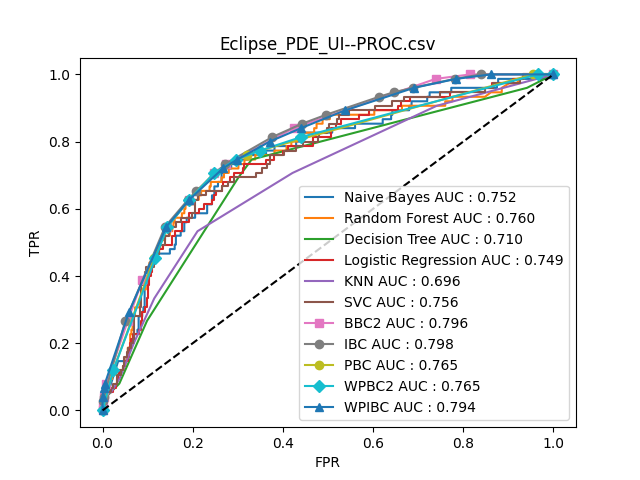 Eclipse_PDE_UI--PROC.csv
1.0
0.8
0.6
0.4
0.2
0.0
TPR
Naive Bayes AUC : 0.752
Random Forest AUC : 0.760
Decision Tree AUC : 0.710
Logistic Regression AUC : 0.749
KNN AUC : 0.696
SVC AUC : 0.756
BBC2 AUC : 0.796
IBC AUC : 0.798
PBC AUC : 0.765
WPBC2 AUC : 0.765
WPIBC AUC : 0.794
0.0 0.2 0.4 0.6 0.8 1.0
FPR